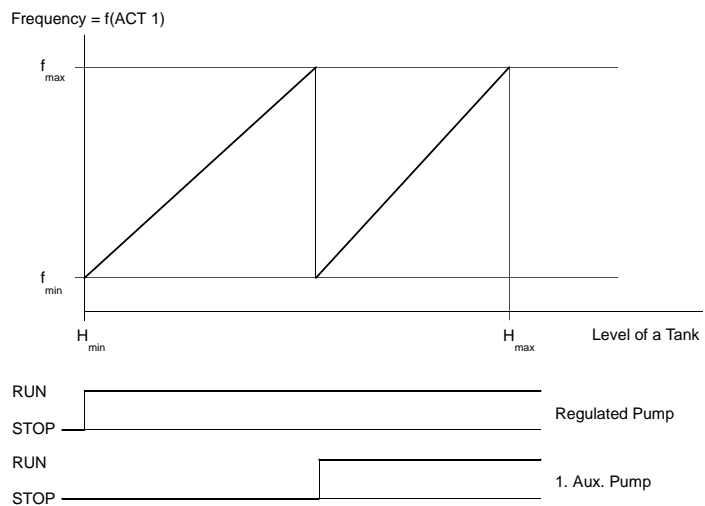 Frequency = f(ACT 1)
f max
f min
H min
H max
Level of a Tank
RUN
STOP
Regulated Pump
RUN
STOP
1. Aux. Pump